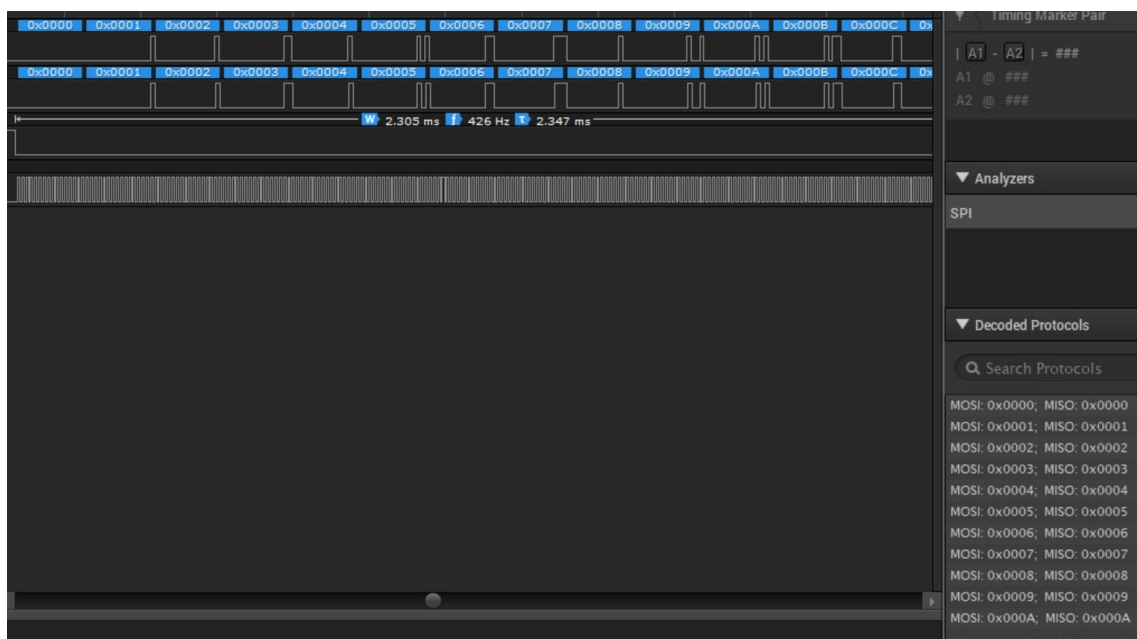 0x0000 0x0001 0x0002 0x0003 0x0004 0x0005 0x0006 0x0007 0x0008 0x0009 0x000A 0x000B 0x000C 0x
0x0000 0x0001 0x0002 0x0003 0x0004 0x0005 0x0006 0x0007 0x0008 0x0009 0x000A 0x000B 0x000C 0x
W 2.305 ms f 426 Hz T 2.347 ms
Timing Marker Pair
| A1 - A2 | = ###
A1 @ ###
A2 @ ###
Analyzers
SPI
Decoded Protocols
Search Protocols
MOSI: 0x0000; MISO: 0x0000
MOSI: 0x0001; MISO: 0x0001
MOSI: 0x0002; MISO: 0x0002
MOSI: 0x0003; MISO: 0x0003
MOSI: 0x0004; MISO: 0x0004
MOSI: 0x0005; MISO: 0x0005
MOSI: 0x0006; MISO: 0x0006
MOSI: 0x0007; MISO: 0x0007
MOSI: 0x0008; MISO: 0x0008
MOSI: 0x0009; MISO: 0x0009
MOSI: 0x000A; MISO: 0x000A